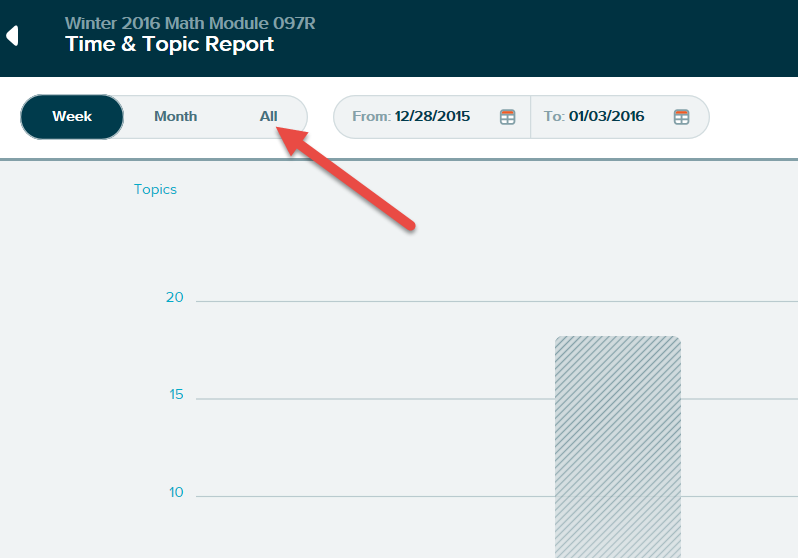 Winter 2016 Math Module 097R
Time & Topic Report
Week Month All From: 12/28/2015 To: 01/03/2016
Topics
20
15
10